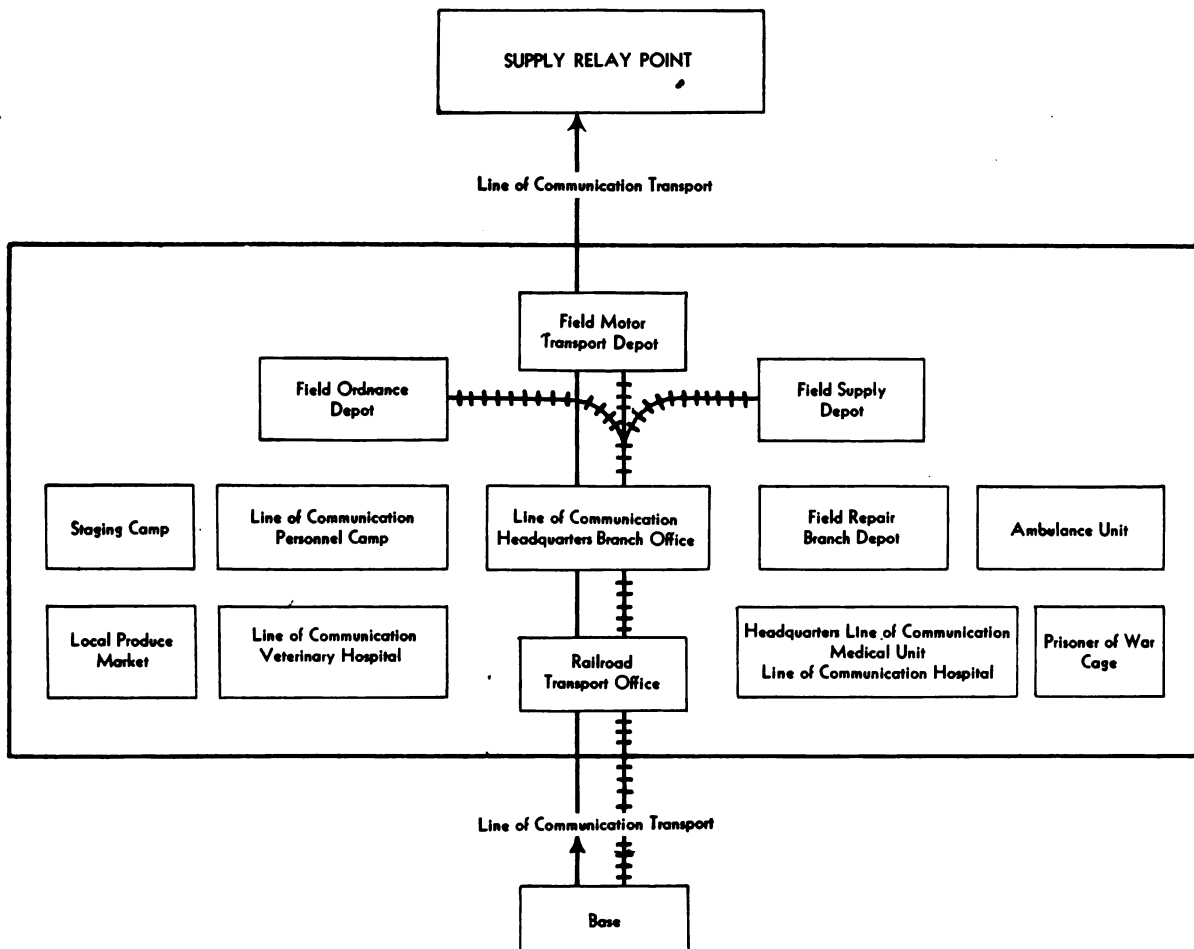 SUPPLY RELAY POINT
Line of Communication Transport
Field Motor
Transport Depot
Field Ordnance
Depot
Field Supply
Depot
Staging Camp
Line of Communication
Personnel Camp
Line of Communication
Headquarters Branch Office
Field Repair
Branch Depot
Ambulance Unit
Local Produce
Market
Line of Communication
Veterinary Hospital
Railroad
Transport Office
Headquarters Line of Communication
Medical Unit
Line of Communication Hospital
Prisoner of War
Cage
Line of Communication Transport
Base